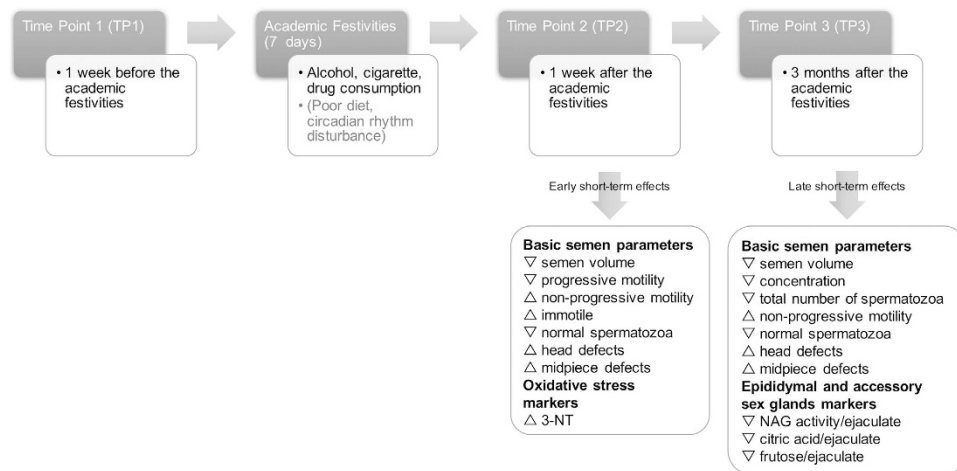 Time Point 1 (TP1)
• 1 week before the
academic
festivities
Academic Festivities
(7 days)
• Alcohol, cigarette,
drug consumption
• (Poor diet,
circadian rhythm
disturbance)
Time Point 2 (TP2)
• 1 week after the
academic
festivities
Time Point 3 (TP3)
• 3 months after the
academic
festivities
Early short-term effects
Basic semen parameters
▽ semen volume
▽ progressive motility
△ non-progressive motility
△ immotile
▽ normal spermatozoa
△ head defects
△ midpiece defects
Oxidative stress
markers
△ 3-NT
Late short-term effects
Basic semen parameters
▽ semen volume
▽ concentration
▽ total number of spermatozoa
△ non-progressive motility
▽ normal spermatozoa
△ head defects
△ midpiece defects
Epididymal and accessory
sex glands markers
▽ NAG activity/ejaculate
▽ citric acid/ejaculate
▽ frutose/ejaculate